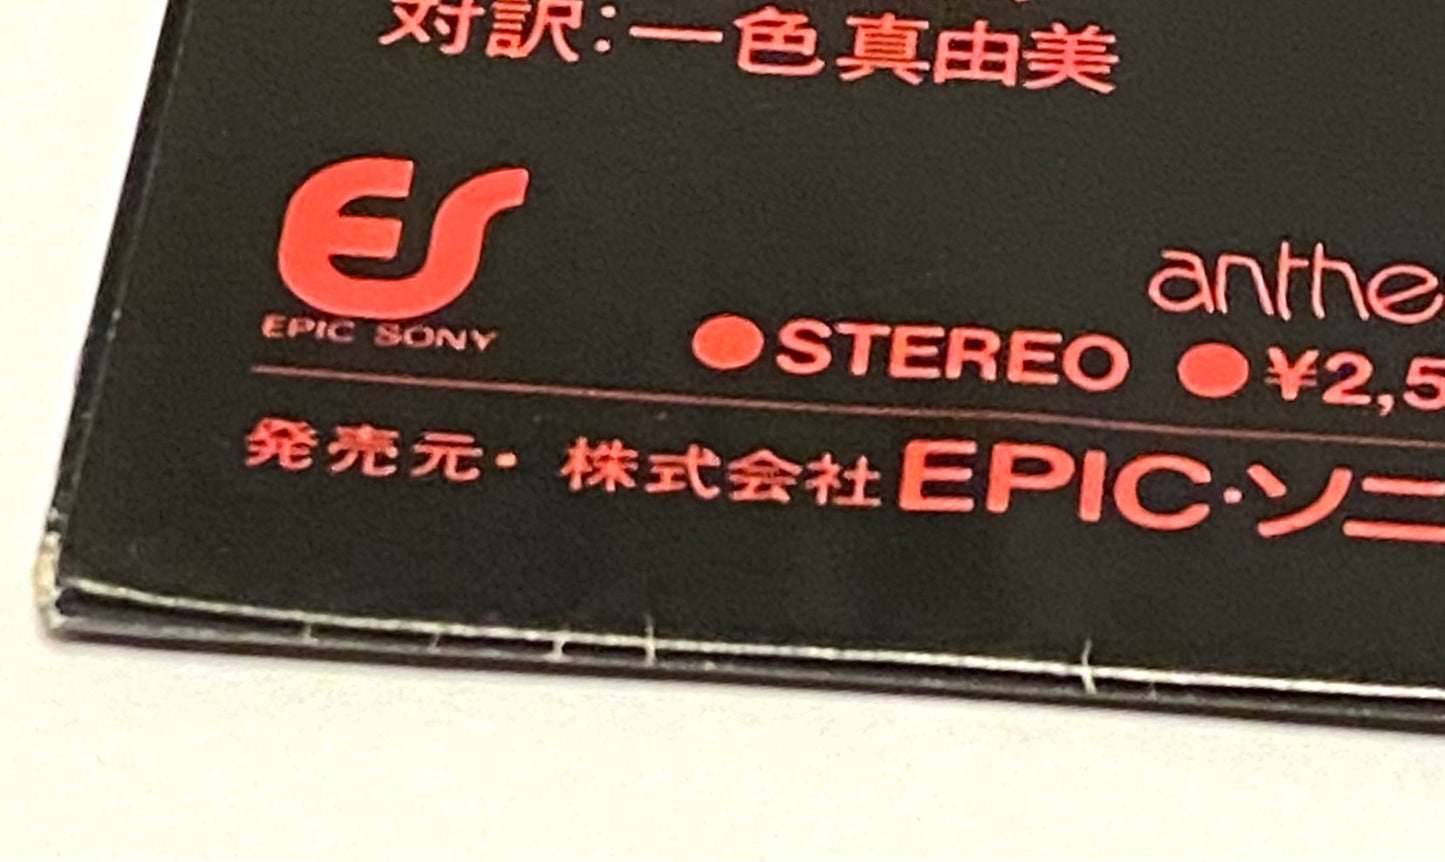 対訳:一色真由美
ES
EPIC SONY
anthe
●STEREO ●¥2,5
発売元・株式会社EPIC・ソニ